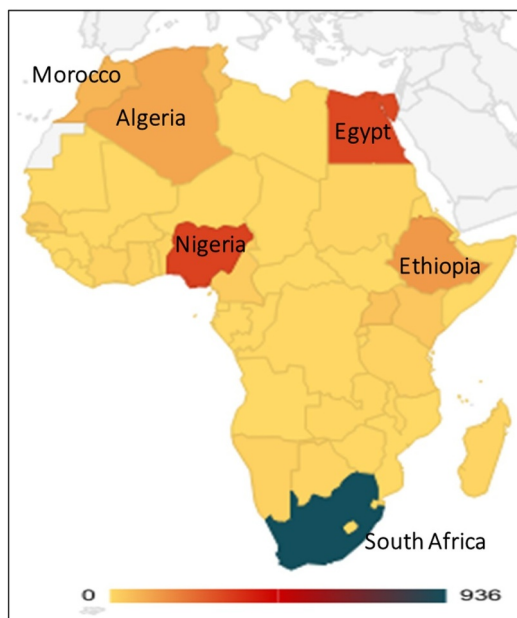 Morocco
Algeria
Egypt
Nigeria
Ethiopia
South Africa
0 936